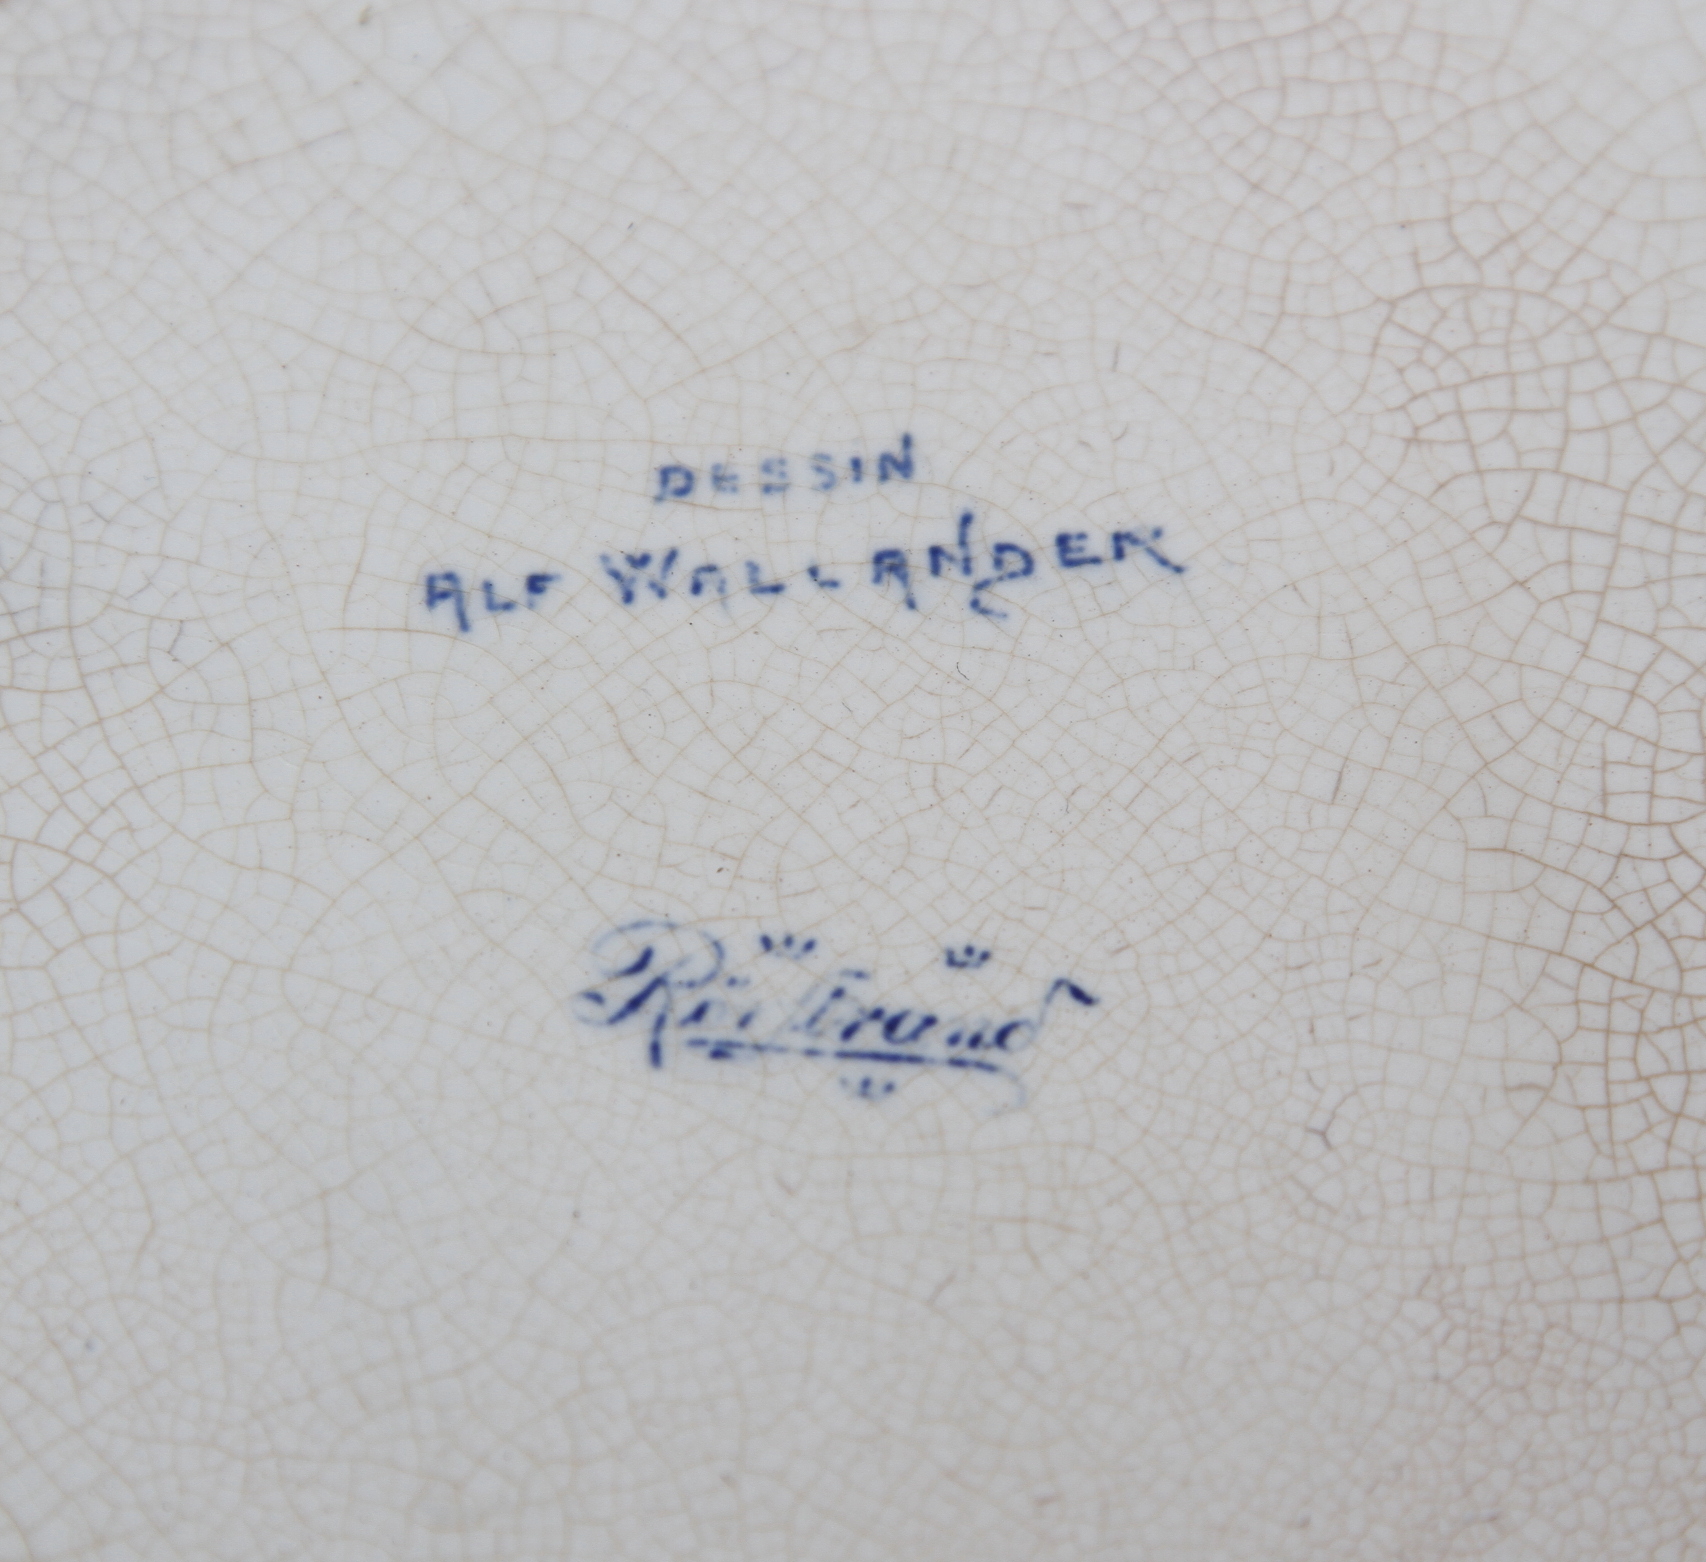 DESSIN
ALF WALLANDER
Rörstrand